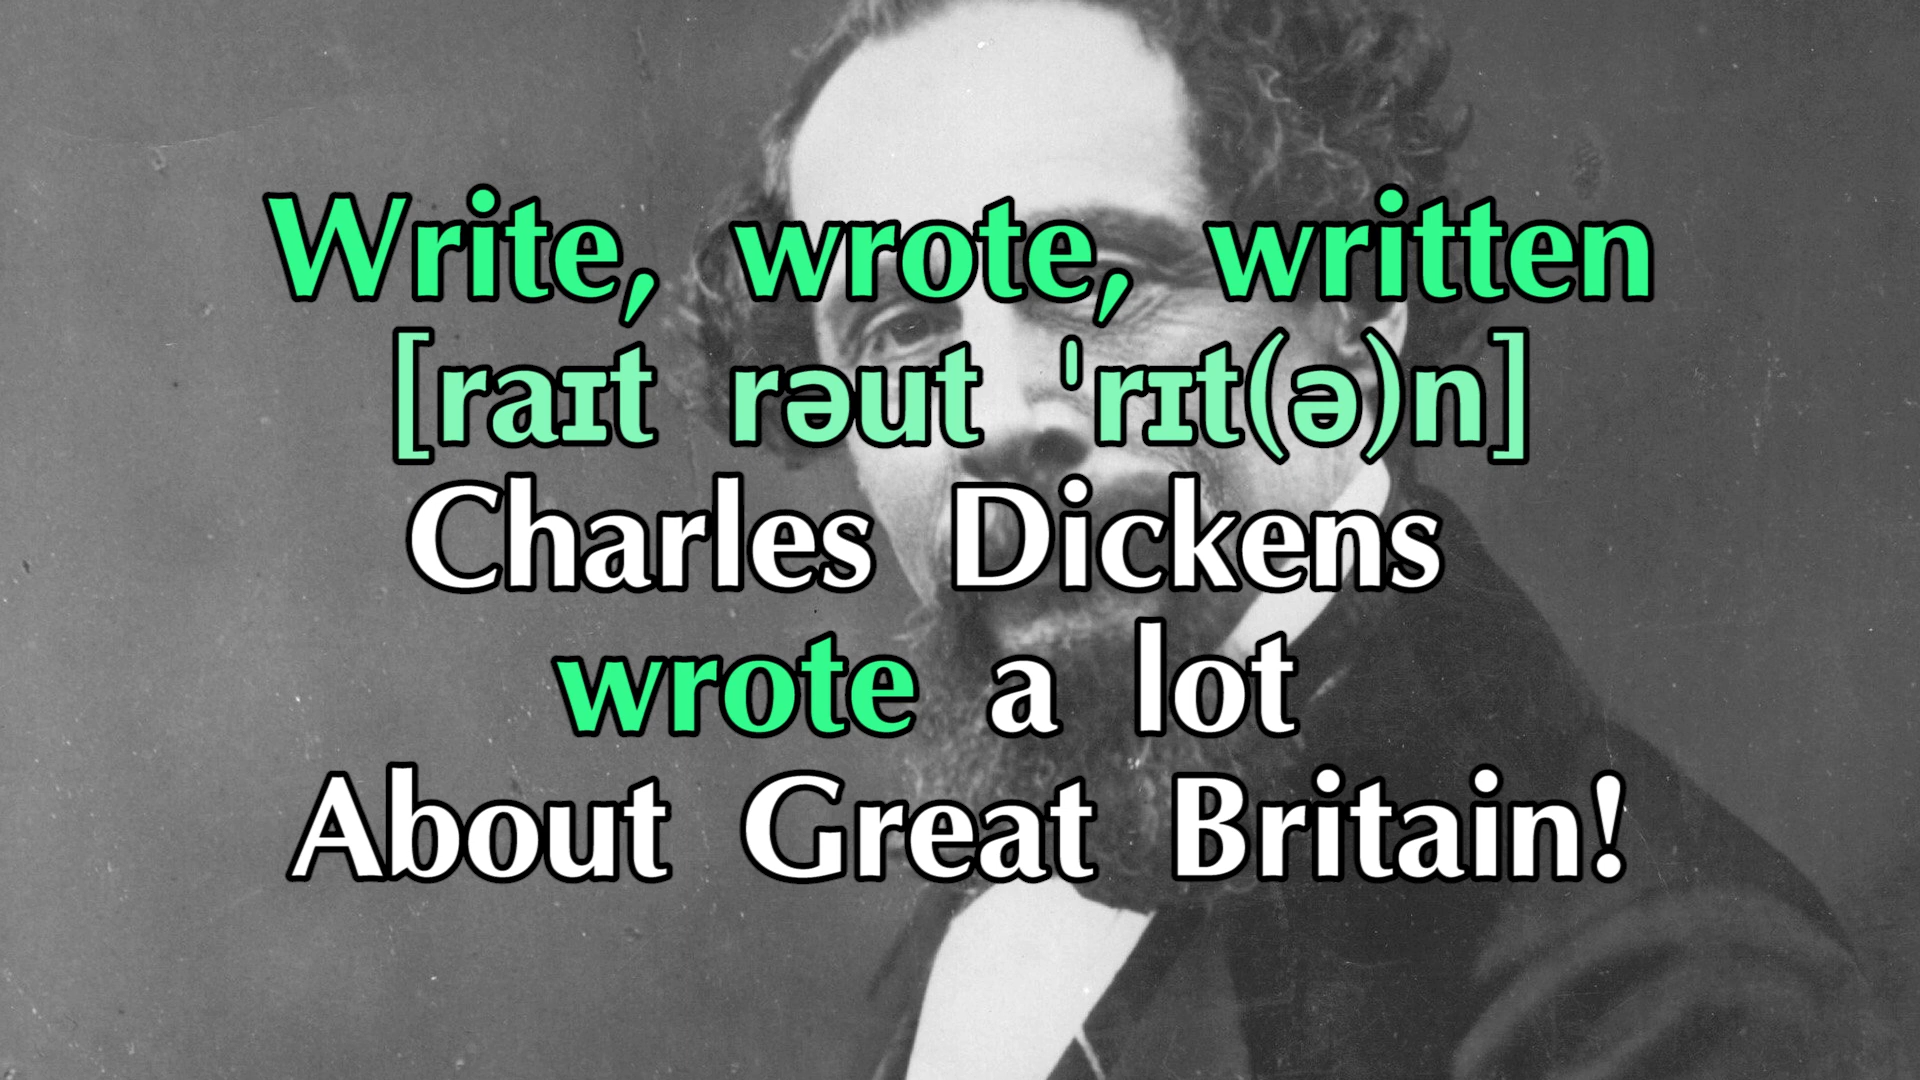 Write, wrote, written
[raɪt rəut ˈrɪt(ə)n]
Charles Dickens
wrote a lot
About Great Britain!